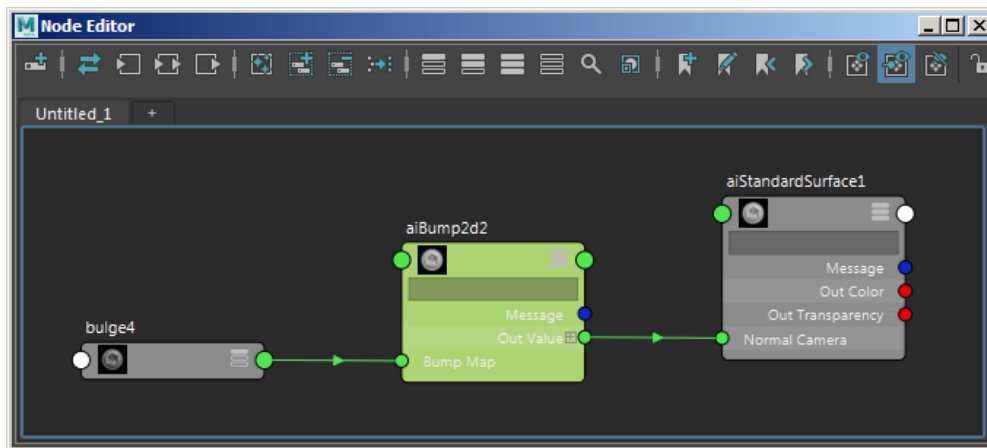 Node Editor
Untitled_1 +
aiStandardSurface1
Message
Out Color
Out Transparency
Normal Camera
aiBump2d2
Message
Out Value
Bump Map
bulge4